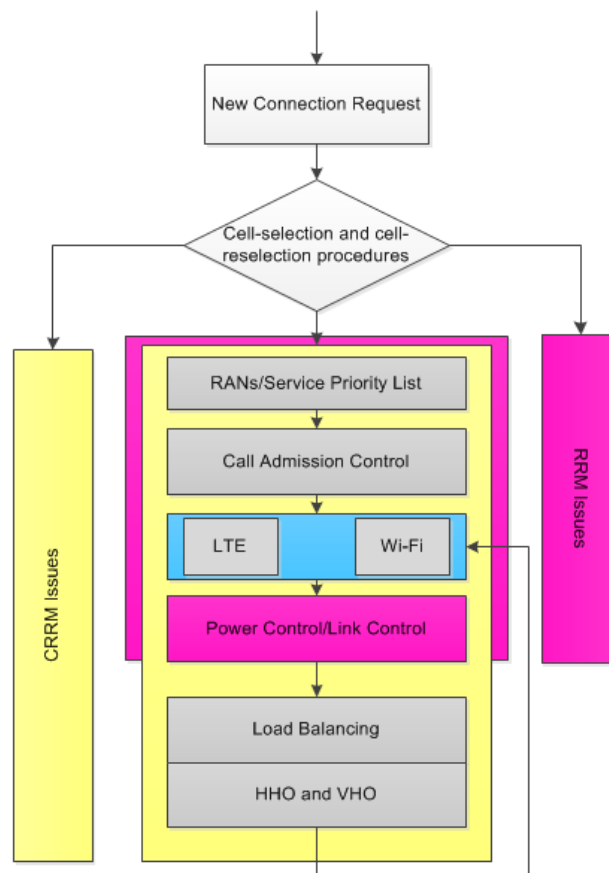 New Connection Request
Cell-selection and cell-
reselection procedures
RANs/Service Priority List
Call Admission Control
LTE
Wi-Fi
Power Control/Link Control
Load Balancing
HHO and VHO
CRRM Issues
RRM Issues